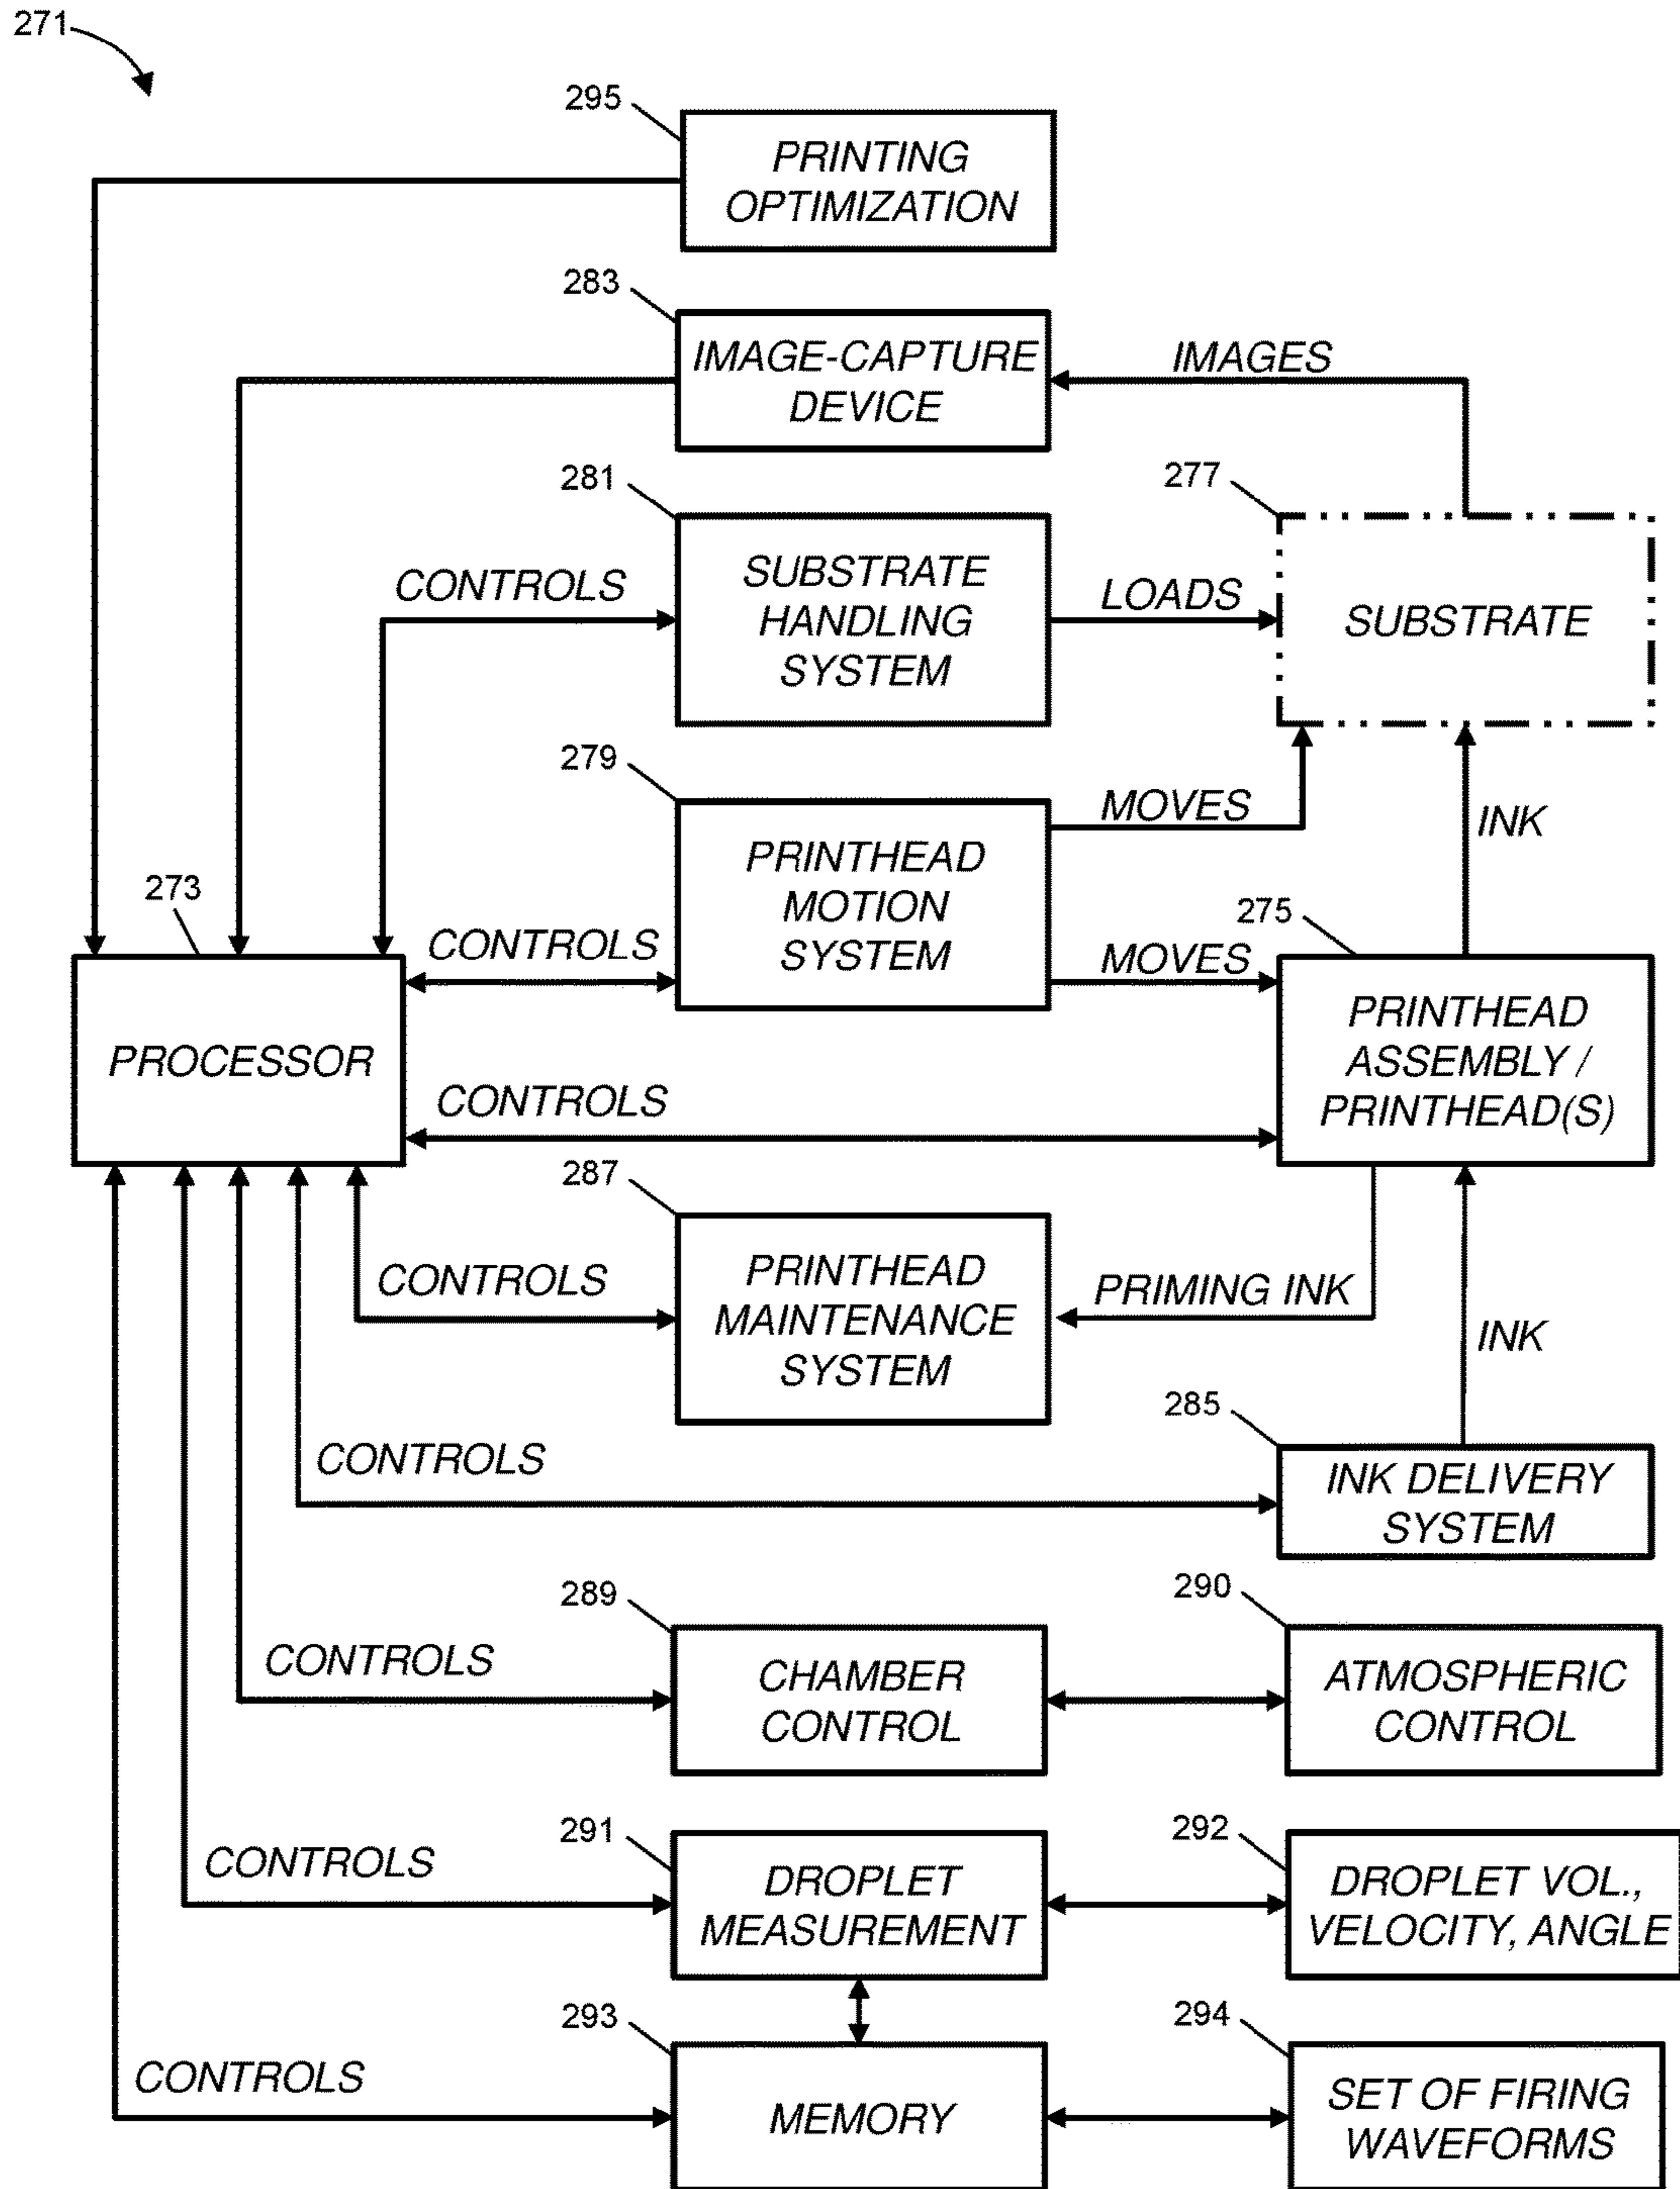 271
295
PRINTING
OPTIMIZATION
283
IMAGE-CAPTURE
DEVICE
IMAGES
281
277
CONTROLS
SUBSTRATE
HANDLING
SYSTEM
LOADS
SUBSTRATE
279
MOVES
INK
PRINTHEAD
MOTION
SYSTEM
273
275
CONTROLS
MOVES
PROCESSOR
PRINTHEAD
ASSEMBLY /
PRINTHEAD(S)
CONTROLS
287
CONTROLS
PRINTHEAD
MAINTENANCE
SYSTEM
PRIMING INK
INK
285
CONTROLS
INK DELIVERY
SYSTEM
289
290
CONTROLS
CHAMBER
CONTROL
ATMOSPHERIC
CONTROL
291
292
CONTROLS
DROPLET
MEASUREMENT
DROPLET VOL.,
VELOCITY, ANGLE
293
294
CONTROLS
MEMORY
SET OF FIRING
WAVEFORMS